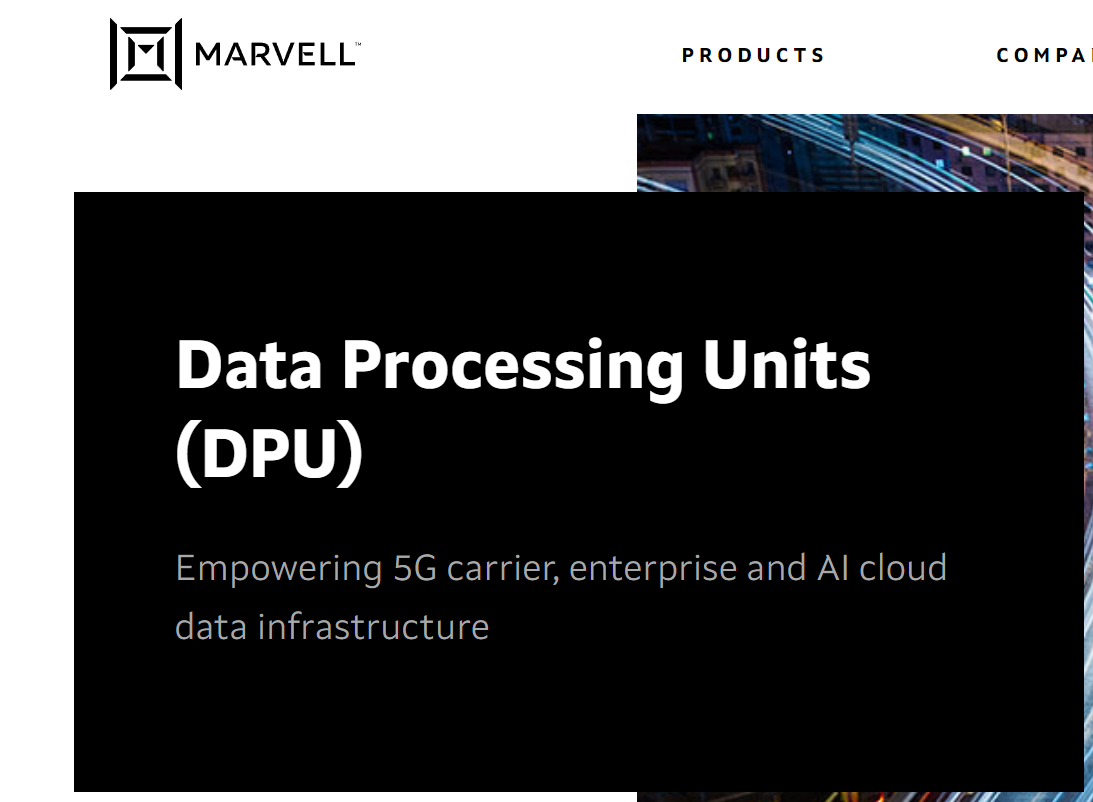 MARVELL™
PRODUCTS
Data Processing Units
(DPU)
Empowering 5G carrier, enterprise and AI cloud
data infrastructure